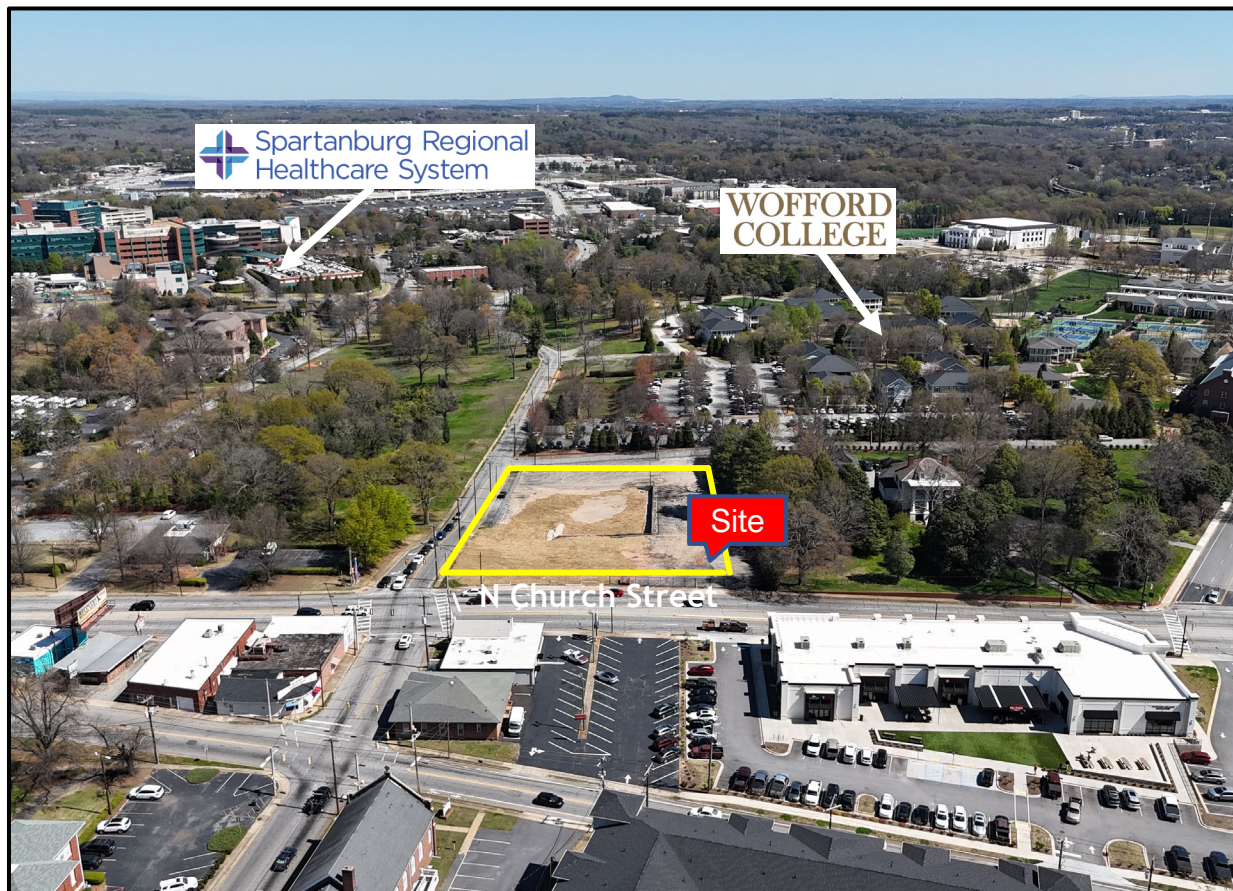 Spartanburg Regional
Healthcare System
WOFFORD
COLLEGE
Site
N Church Street